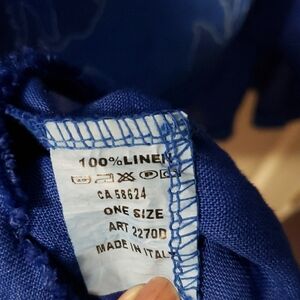 100%LINEN
CA 58624
ONE SIZE
ART 2270D
MADE IN ITALY